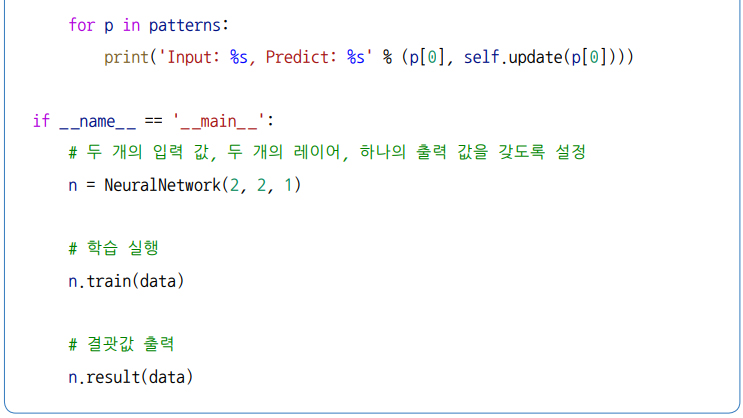 for p in patterns:
print('Input: %s, Predict: %s' % (p[0], self.update(p[0])))
if __name__ == '__main__':
# 두 개의 입력 값, 두 개의 레이어, 하나의 출력 값을 갖도록 설정
n = NeuralNetwork(2, 2, 1)
# 학습 실행
n.train(data)
# 결괏값 출력
n.result(data)